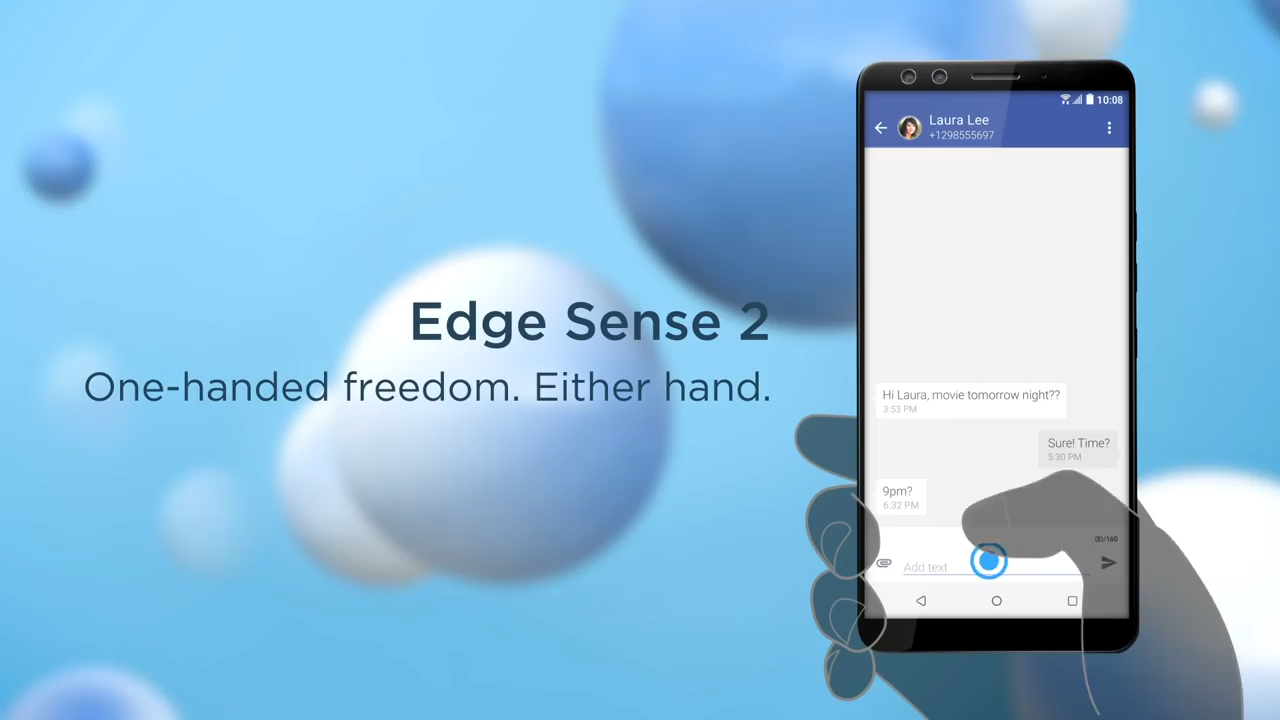 Edge Sense 2
One-handed freedom. Either hand.
10:08
Laura Lee
+1298555697
Hi Laura, movie tomorrow night??
3:53 PM
Sure! Time?
5:30 PM
9pm?
6:32 PM
00/160
Add text